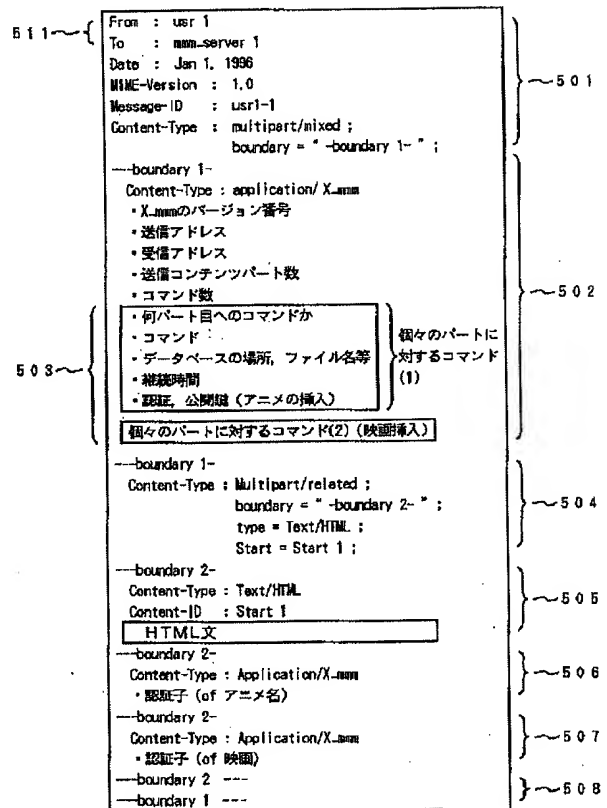 511
From : usr 1
To : mmm_server 1
Date : Jan 1, 1996
MIME-Version : 1.0
Message-ID : usr1-1
Content-Type : multipart/mixed ;
boundary = " -boundary 1- " ;
501
---boundary 1-
Content-Type : application/ X_mmm
・X_mmmのバージョン番号
・送信アドレス
・受信アドレス
・送信コンテンツパート数
・コマンド数
502
503
・何パート目へのコマンドか
・コマンド
・データベースの場所, ファイル名等
・継続時間
・認証, 公開鍵 (アニメの挿入)
個々のパートに
対するコマンド
(1)
個々のパートに対するコマンド(2) (映画挿入)
---boundary 1-
Content-Type : Multipart/related ;
boundary = " -boundary 2- " ;
type = Text/HTML ;
Start = Start 1 ;
504
---boundary 2-
Content-Type : Text/HTML
Content-ID : Start 1
HTML文
505
---boundary 2-
Content-Type : Application/X_mmm
・認証子 (of アニメ名)
506
---boundary 2-
Content-Type : Application/X_mmm
・認証子 (of 映画)
507
---boundary 2 ---
---boundary 1 ---
508